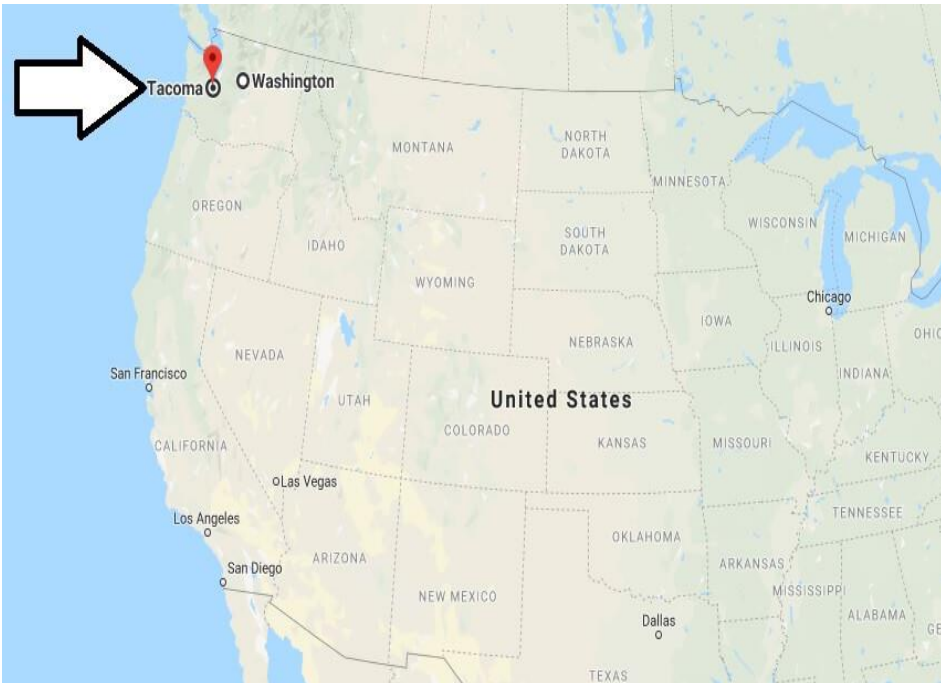 Tacoma
Washington
MONTANA
NORTH
DAKOTA
MINNESOTA
OREGON
IDAHO
SOUTH
DAKOTA
WISCONSIN
MICHIGAN
WYOMING
Chicago
IOWA
NEBRASKA
ILLINOIS
OHIO
NEVADA
San Francisco
UTAH
United States
INDIANA
COLORADO
KANSAS
MISSOURI
CALIFORNIA
KENTUCKY
Las Vegas
Los Angeles
TENNESSEE
OKLAHOMA
ARIZONA
San Diego
ARKANSAS
NEW MEXICO
MISSISSIPPI
Dallas
ALABAMA
GE
TEXAS